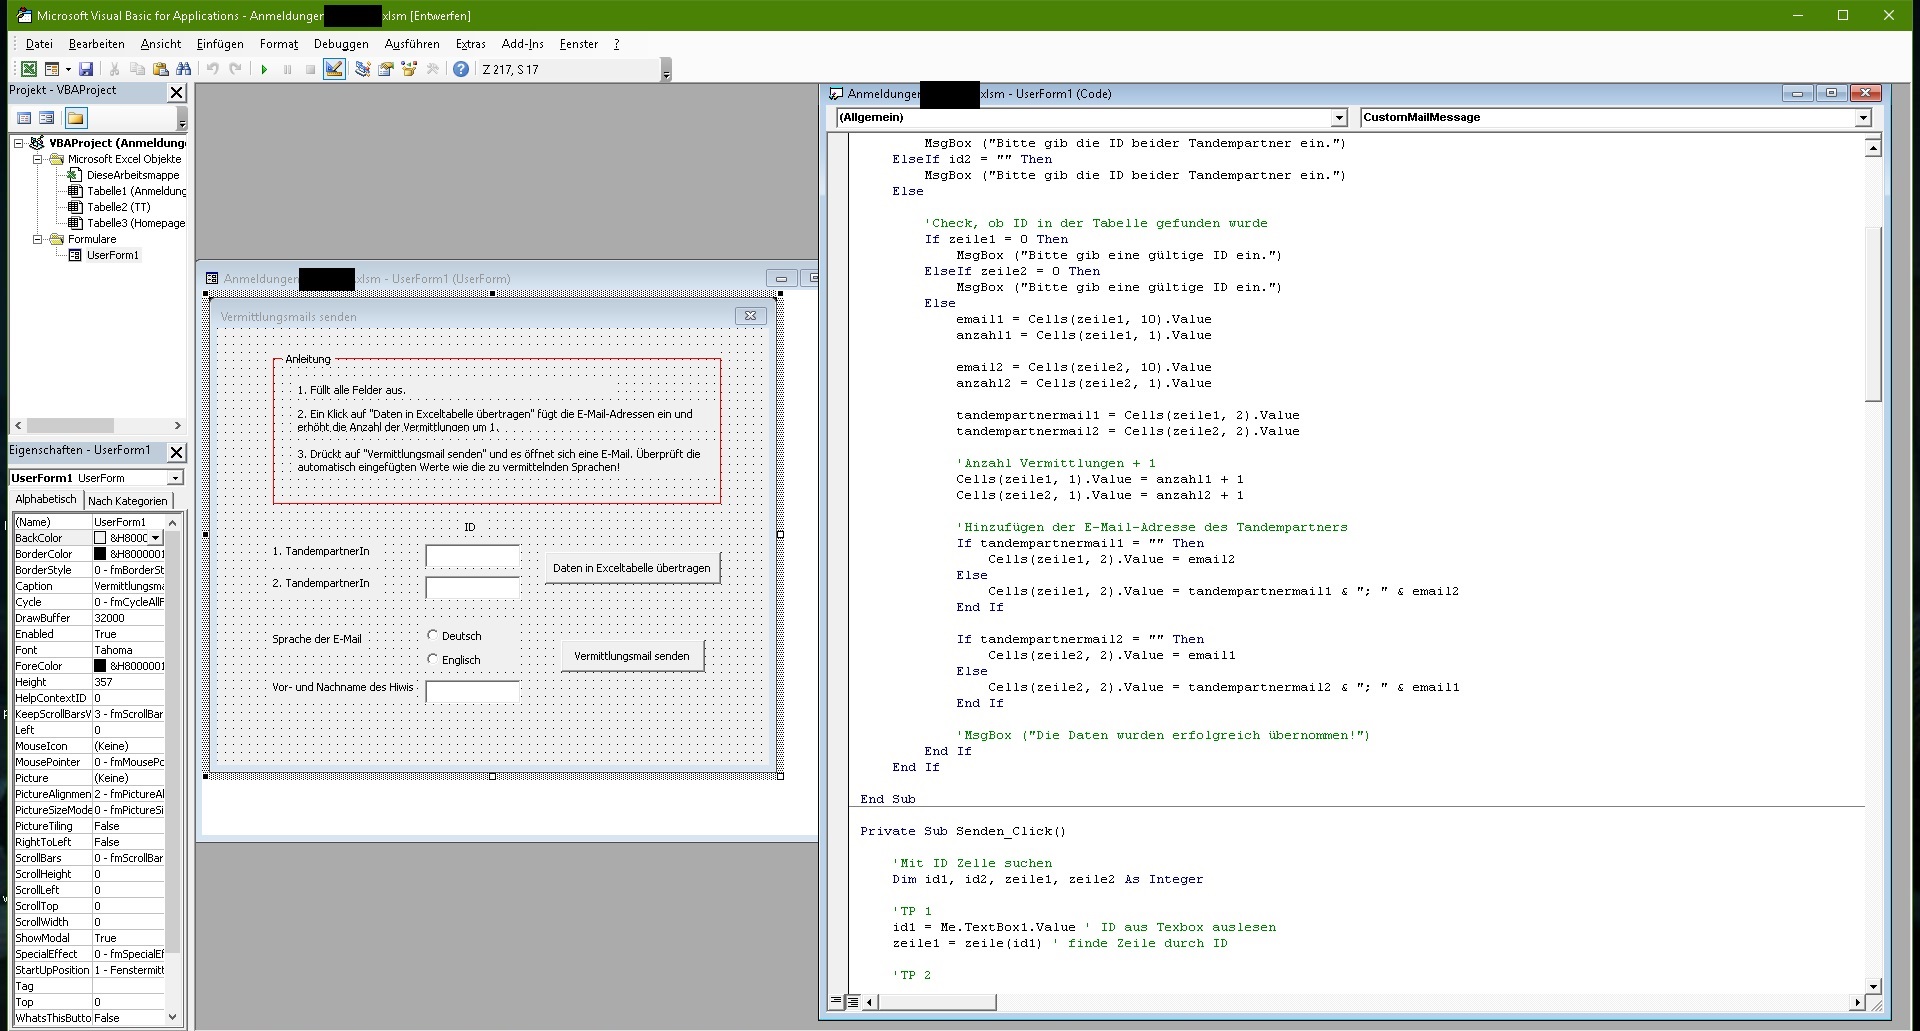 Microsoft Visual Basic for Applications - Anmeldungen xlsm [Entwerfen]
Datei Bearbeiten Ansicht Einfügen Format Debuggen Ausführen Extras Add-Ins Fenster ?
Z 217, S 17
Projekt - VBAProject
VBAProject (Anmeldung
Microsoft Excel Objekte
DieseArbeitsmappe
Tabelle1 (Anmeldung
Tabelle2 (TT)
Tabelle3 (Homepage
Formulare
UserForm1
Eigenschaften - UserForm1
UserForm1 UserForm
Alphabetisch Nach Kategorien
(Name) UserForm1
BackColor &H800C
BorderColor &H8000001
BorderStyle 0 - fmBorderSt
Caption Vermittlungsma
Cycle 0 - fmCycleAllF
DrawBuffer 32000
Enabled True
Font Tahoma
ForeColor &H8000001
Height 357
HelpContextID 0
KeepScrollBarsV 3 - fmScrollBar
Left 0
MouseIcon (Keine)
MousePointer 0 - fmMousePc
Picture (Keine)
PictureAlignmen 2 - fmPictureAl
PictureSizeMode 0 - fmPictureSi
PictureTiling False
RightToLeft False
ScrollBars 0 - fmScrollBar
ScrollHeight 0
ScrollLeft 0
ScrollTop 0
ScrollWidth 0
ShowModal True
SpecialEffect 0 - fmSpecialEf
StartUpPosition 1 - Fenstermitt
Tag
Top 0
WhatsThisButto False
Anmeldungen xlsm - UserForm1 (UserForm)
Vermittlungsmails senden
Anleitung
1. Füllt alle Felder aus.
2. Ein Klick auf "Daten in Exceltabelle übertragen" fügt die E-Mail-Adressen ein und
erhöht die Anzahl der Vermittlungen um 1.
3. Drückt auf "Vermittlungsmail senden" und es öffnet sich eine E-Mail. Überprüft die
automatisch eingefügten Werte wie die zu vermittelnden Sprachen!
ID
1. TandempartnerIn
2. TandempartnerIn
Daten in Exceltabelle übertragen
Sprache der E-Mail
Deutsch
Englisch
Vermittlungsmail senden
Vor- und Nachname des Hiwis
Anmeldungen xlsm - UserForm1 (Code)
(Allgemein) CustomMailMessage
MsgBox ("Bitte gib die ID beider Tandempartner ein.")
ElseIf id2 = "" Then
MsgBox ("Bitte gib die ID beider Tandempartner ein.")
Else
'Check, ob ID in der Tabelle gefunden wurde
If zeile1 = 0 Then
MsgBox ("Bitte gib eine gültige ID ein.")
ElseIf zeile2 = 0 Then
MsgBox ("Bitte gib eine gültige ID ein.")
Else
email1 = Cells(zeile1, 10).Value
anzahl1 = Cells(zeile1, 1).Value
email2 = Cells(zeile2, 10).Value
anzahl2 = Cells(zeile2, 1).Value
tandempartnermail1 = Cells(zeile1, 2).Value
tandempartnermail2 = Cells(zeile2, 2).Value
'Anzahl Vermittlungen + 1
Cells(zeile1, 1).Value = anzahl1 + 1
Cells(zeile2, 1).Value = anzahl2 + 1
'Hinzufügen der E-Mail-Adresse des Tandempartners
If tandempartnermail1 = "" Then
Cells(zeile1, 2).Value = email2
Else
Cells(zeile1, 2).Value = tandempartnermail1 & "; " & email2
End If
If tandempartnermail2 = "" Then
Cells(zeile2, 2).Value = email1
Else
Cells(zeile2, 2).Value = tandempartnermail2 & "; " & email1
End If
'MsgBox ("Die Daten wurden erfolgreich übernommen!")
End If
End If
End Sub
Private Sub Senden_Click()
'Mit ID Zelle suchen
Dim id1, id2, zeile1, zeile2 As Integer
'TP 1
id1 = Me.TextBox1.Value ' ID aus Texbox auslesen
zeile1 = zeile(id1) ' finde Zeile durch ID
'TP 2